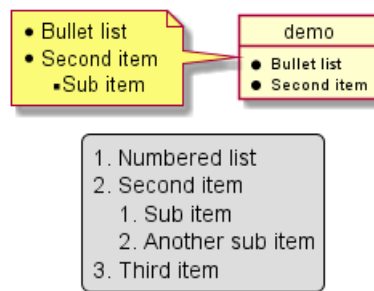 • Bullet list
• Second item
▪Sub item
demo
• Bullet list
• Second item
1. Numbered list
2. Second item
1. Sub item
2. Another sub item
3. Third item